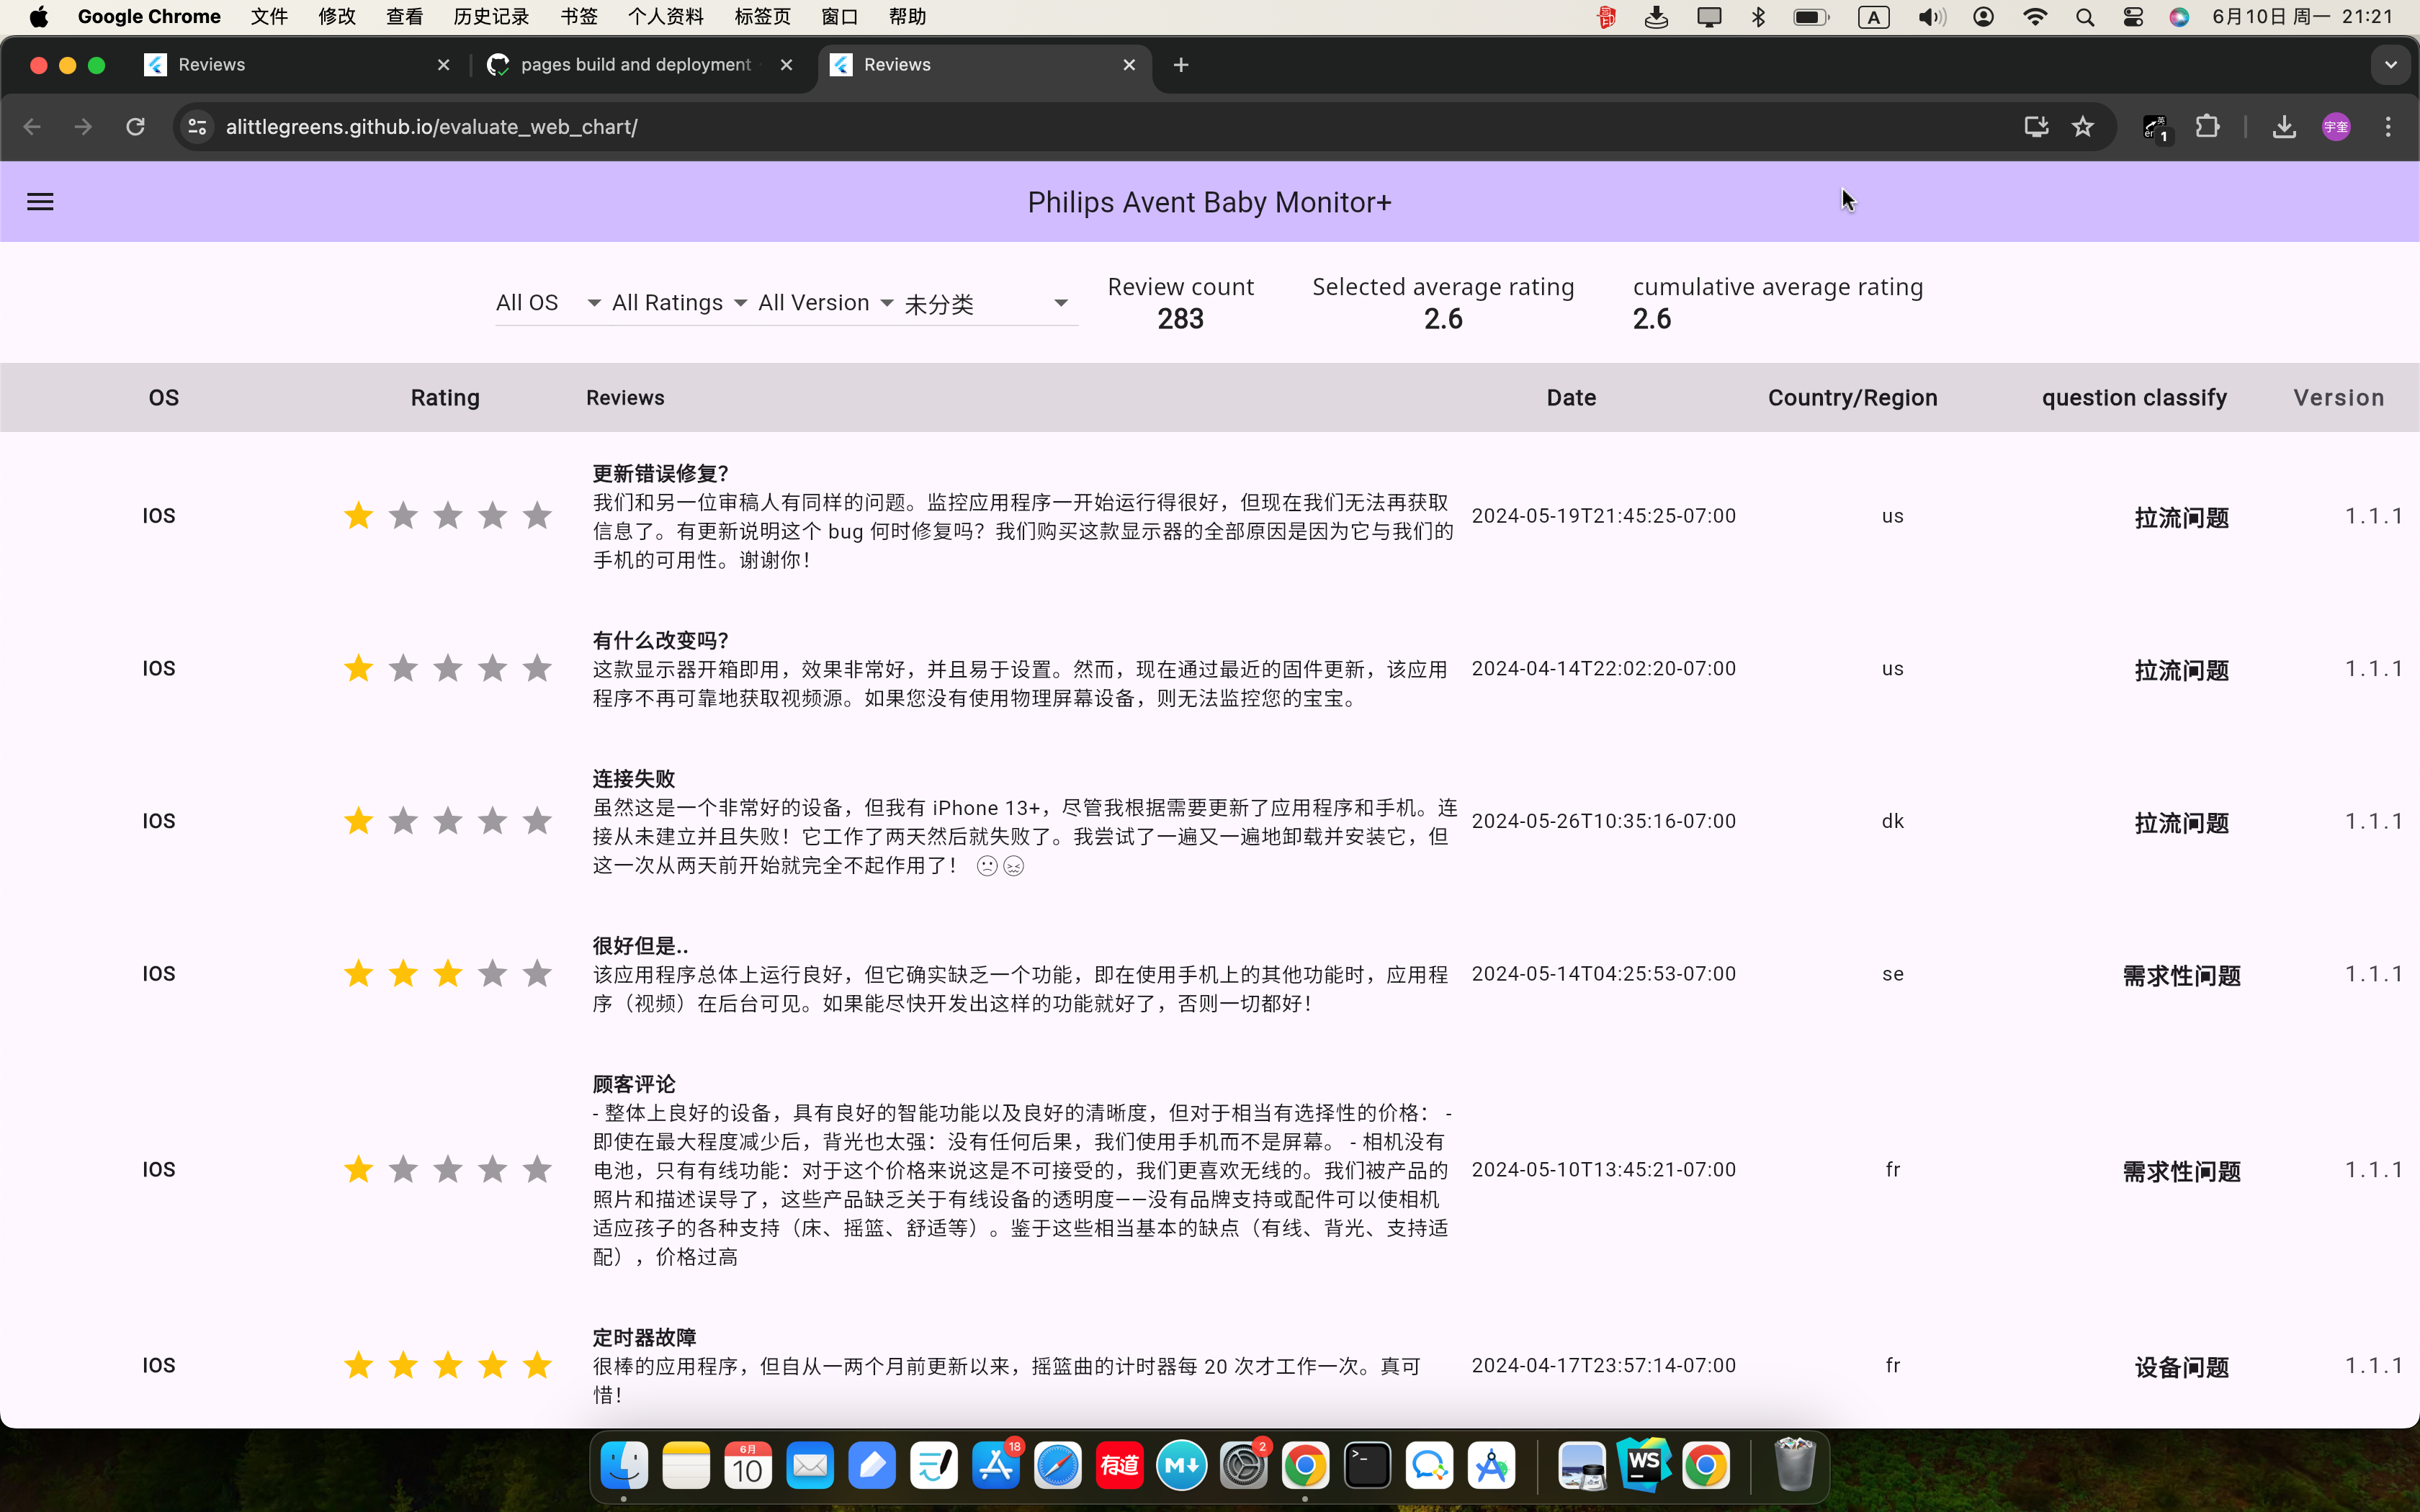 Google Chrome 文件 修改 查看 历史记录 书签 个人资料 标签页 窗口 帮助 A 6月10日 周一 21:21
Reviews pages build and deployment Reviews
alittlegreens.github.io/evaluate_web_chart/ 1 宇奎
Philips Avent Baby Monitor+
All OS All Ratings All Version 未分类
Review count Selected average rating cumulative average rating
283 2.6 2.6
OS Rating Reviews Date Country/Region question classify Version
更新错误修复？
我们和另一位审稿人有同样的问题。监控应用程序一开始运行得很好，但现在我们无法再获取
信息了。有更新说明这个 bug 何时修复吗？我们购买这款显示器的全部原因是因为它与我们的
手机的可用性。谢谢你！
IOS 2024-05-19T21:45:25-07:00 us 拉流问题 1.1.1
有什么改变吗？
这款显示器开箱即用，效果非常好，并且易于设置。然而，现在通过最近的固件更新，该应用
程序不再可靠地获取视频源。如果您没有使用物理屏幕设备，则无法监控您的宝宝。
IOS 2024-04-14T22:02:20-07:00 us 拉流问题 1.1.1
连接失败
虽然这是一个非常好的设备，但我有 iPhone 13+，尽管我根据需要更新了应用程序和手机。连
接从未建立并且失败！它工作了两天然后就失败了。我尝试了一遍又一遍地卸载并安装它，但
这一次从两天前开始就完全不起作用了！ 
IOS 2024-05-26T10:35:16-07:00 dk 拉流问题 1.1.1
很好但是..
该应用程序总体上运行良好，但它确实缺乏一个功能，即在使用手机上的其他功能时，应用程
序（视频）在后台可见。如果能尽快开发出这样的功能就好了，否则一切都好！
IOS 2024-05-14T04:25:53-07:00 se 需求性问题 1.1.1
顾客评论
- 整体上良好的设备，具有良好的智能功能以及良好的清晰度，但对于相当有选择性的价格： -
即使在最大程度减少后，背光也太强：没有任何后果，我们使用手机而不是屏幕。 - 相机没有
电池，只有有线功能：对于这个价格来说这是不可接受的，我们更喜欢无线的。我们被产品的
照片和描述误导了，这些产品缺乏关于有线设备的透明度——没有品牌支持或配件可以使相机
适应孩子的各种支持（床、摇篮、舒适等）。鉴于这些相当基本的缺点（有线、背光、支持适
配），价格过高
IOS 2024-05-10T13:45:21-07:00 fr 需求性问题 1.1.1
定时器故障
很棒的应用程序，但自从一两个月前更新以来，摇篮曲的计时器每 20 次才工作一次。真可
惜！
IOS 2024-04-17T23:57:14-07:00 fr 设备问题 1.1.1
6月 10 18 有道 M 2 >_ WS